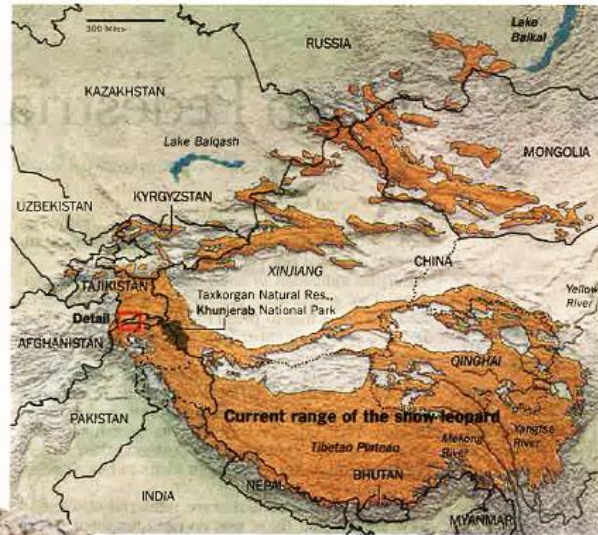 300 Miles
Lake
Baikal
RUSSIA
KAZAKHSTAN
Lake Balqash
MONGOLIA
KYRGYZSTAN
UZBEKISTAN
XINJIANG
CHINA
TAJIKISTAN
Taxkorgan Natural Res.,
Khunjerab National Park
Yellow
River
Detail
AFGHANISTAN
QINGHAI
Current range of the snow leopard
PAKISTAN
Tibetan Plateau
Mekong
River
Yangtse
River
BHUTAN
NEPAL
INDIA
MYANMAR